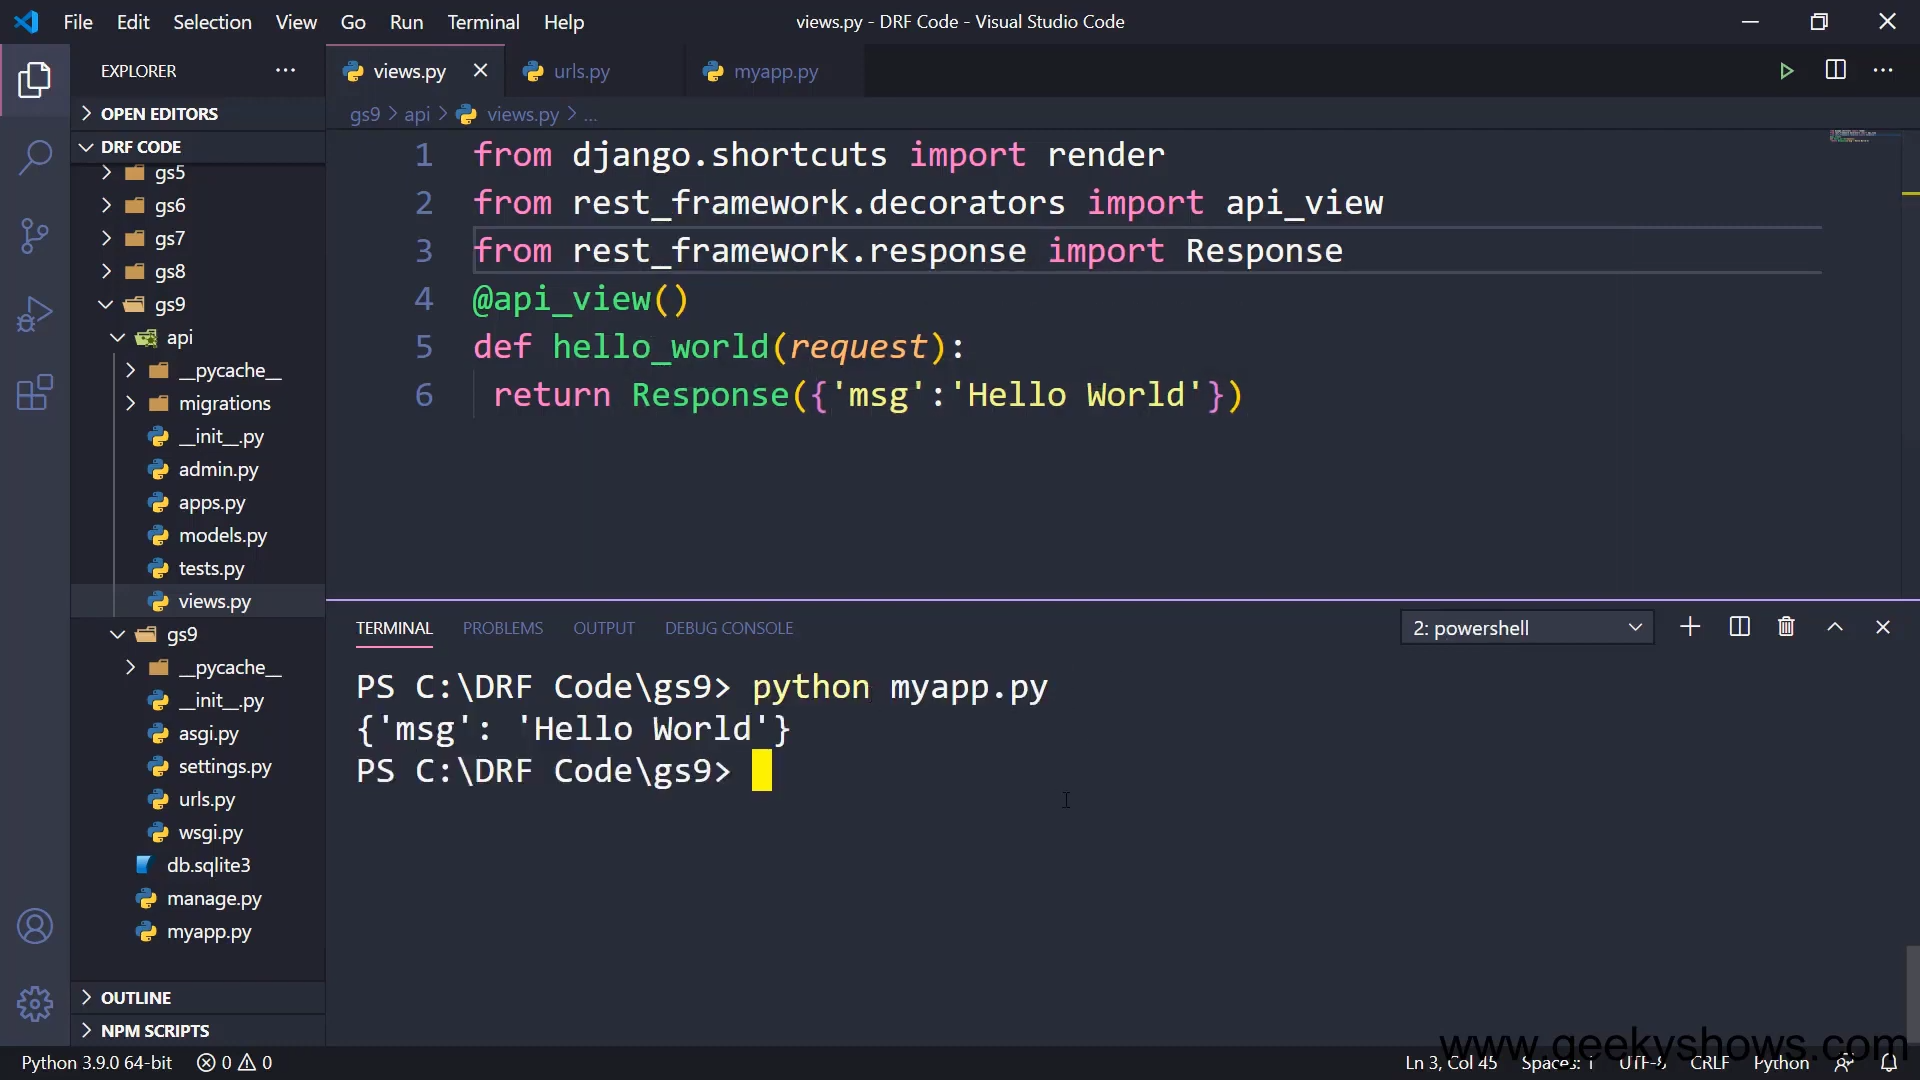 File Edit Selection View Go Run Terminal Help
views.py - DRF Code - Visual Studio Code
EXPLORER
OPEN EDITORS
DRF CODE
gs5
gs6
gs7
gs8
gs9
api
__pycache__
migrations
__init__.py
admin.py
apps.py
models.py
tests.py
views.py
gs9
__pycache__
__init__.py
asgi.py
settings.py
urls.py
wsgi.py
db.sqlite3
manage.py
myapp.py
OUTLINE
NPM SCRIPTS
views.py urls.py myapp.py
gs9 > api > views.py > ...
1 from django.shortcuts import render
2 from rest_framework.decorators import api_view
3 from rest_framework.response import Response
4 @api_view()
5 def hello_world(request):
6 return Response({'msg':'Hello World'})
TERMINAL PROBLEMS OUTPUT DEBUG CONSOLE
2: powershell
PS C:\DRF Code\gs9> python myapp.py
{'msg': 'Hello World'}
PS C:\DRF Code\gs9>
www.geekyshows.com
Python 3.9.0 64-bit 0 0
Ln 3, Col 45 Spaces: 1 UTF-8 CRLF Python